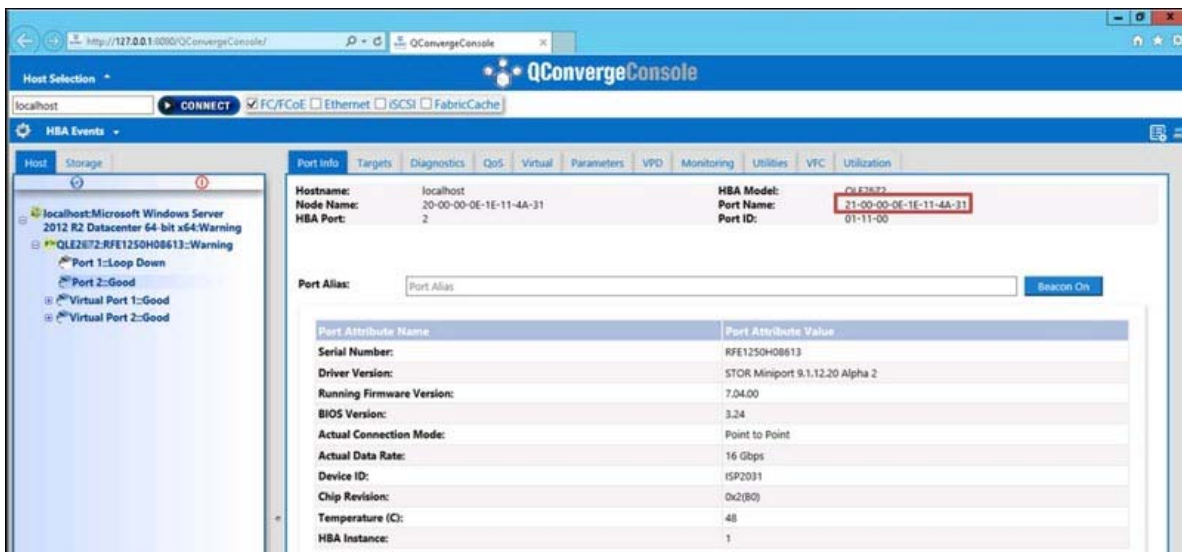 http://127.0.0.1:8080/QConvergeConsole/
QConvergeConsole
Host Selection
QConvergeConsole
localhost
CONNECT
FC/FCoE Ethernet iSCSI FabricCache
HBA Events
Host
Storage
localhost:Microsoft Windows Server
2012 R2 Datacenter 64-bit x64:Warning
QLE2672:RFE1250H08613::Warning
Port 1::Loop Down
Port 2::Good
Virtual Port 1::Good
Virtual Port 2::Good
Port Info Targets Diagnostics QoS Virtual Parameters VPD Monitoring Utilities VFC Utilization
Hostname: localhost HBA Model: QLE2672
Node Name: 20-00-00-0E-1E-11-4A-31 Port Name: 21-00-00-0E-1E-11-4A-31
HBA Port: 2 Port ID: 01-11-00
Port Alias: Port Alias Beacon On
Port Attribute Name Port Attribute Value
Serial Number: RFE1250H08613
Driver Version: STOR Miniport 9.1.12.20 Alpha 2
Running Firmware Version: 7.04.00
BIOS Version: 3.24
Actual Connection Mode: Point to Point
Actual Data Rate: 16 Gbps
Device ID: ISP2031
Chip Revision: 0x2(B0)
Temperature (C): 48
HBA Instance: 1